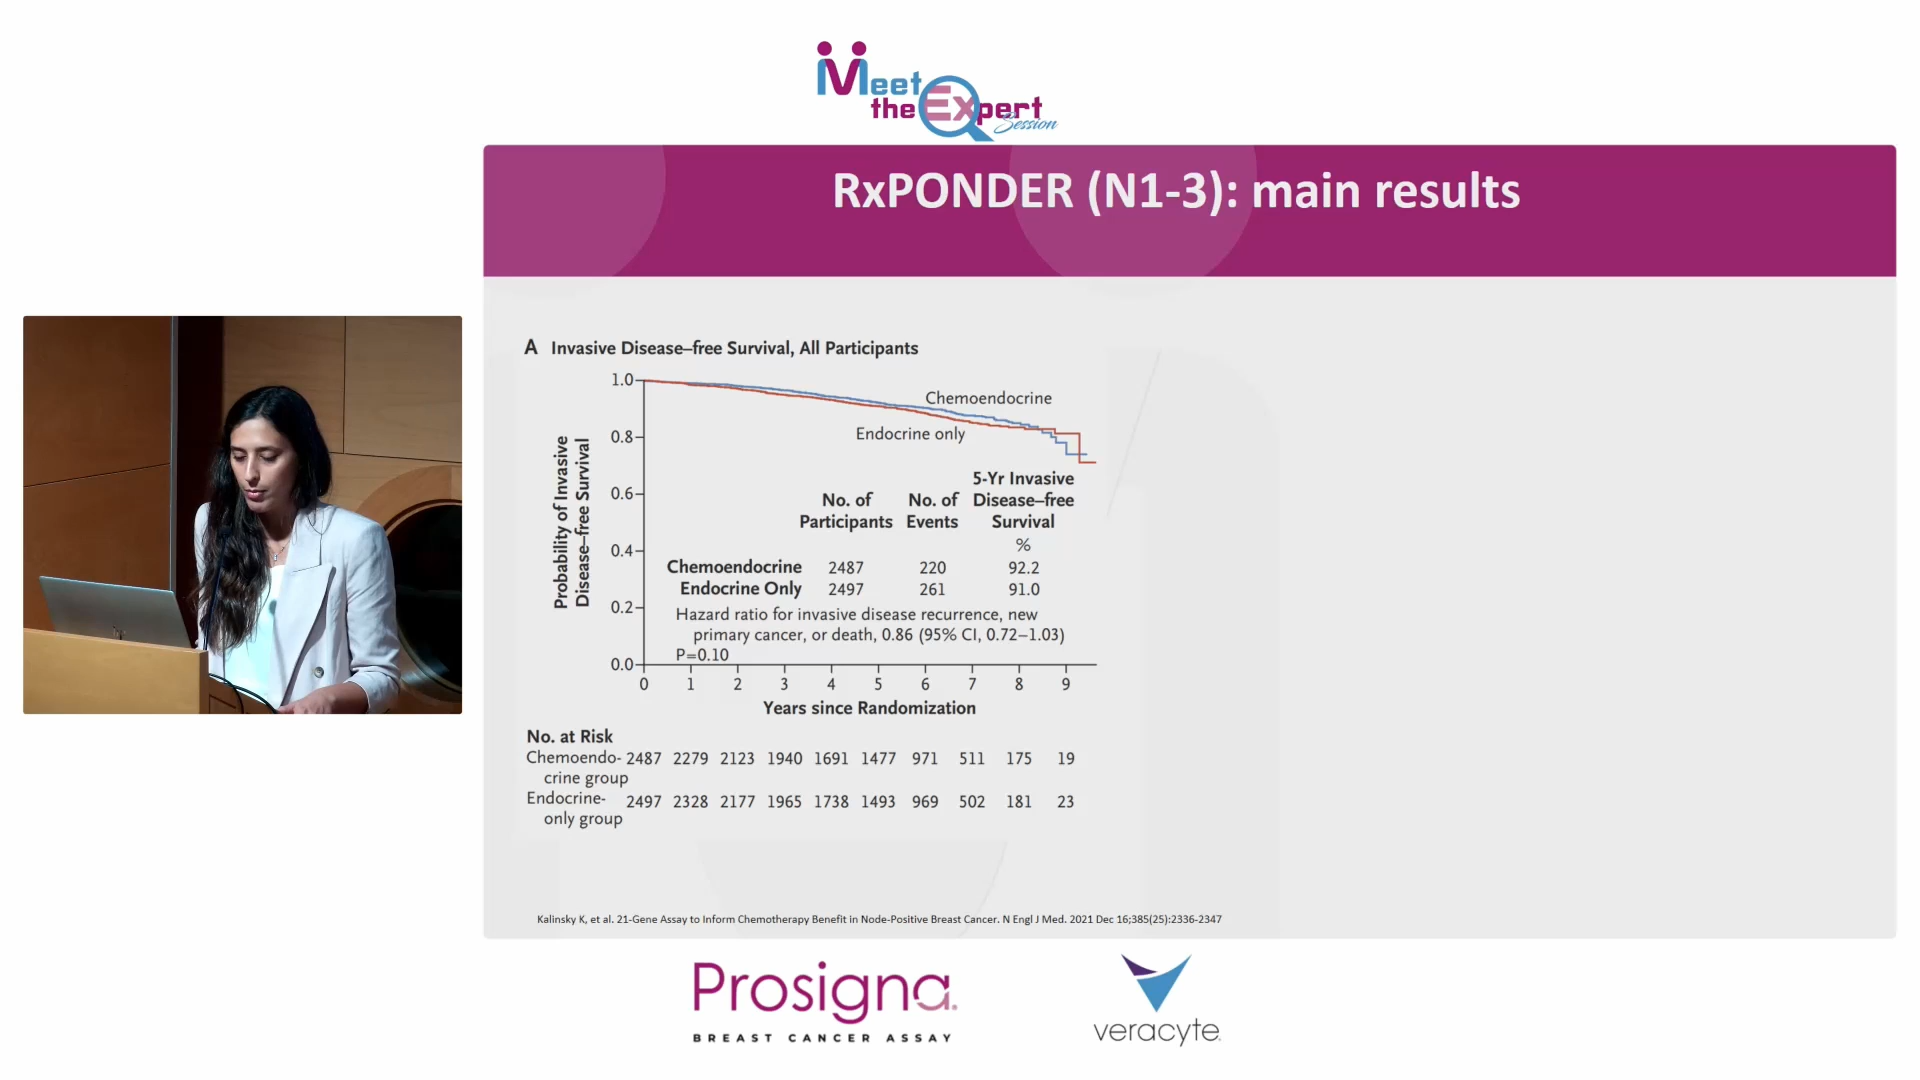 Meet
the Expert
Session
RxPONDER (N1-3): main results
A Invasive Disease–free Survival, All Participants
Probability of Invasive
Disease–free Survival
1.0
0.8
0.6
0.4
0.2
0.0
Chemoendocrine
Endocrine only
5-Yr Invasive
No. of No. of Disease–free
Participants Events Survival
%
Chemoendocrine 2487 220 92.2
Endocrine Only 2497 261 91.0
Hazard ratio for invasive disease recurrence, new
primary cancer, or death, 0.86 (95% CI, 0.72–1.03)
P=0.10
0 1 2 3 4 5 6 7 8 9
Years since Randomization
No. at Risk
Chemoendo- 2487 2279 2123 1940 1691 1477 971 511 175 19
crine group
Endocrine- 2497 2328 2177 1965 1738 1493 969 502 181 23
only group
Kalinsky K, et al. 21-Gene Assay to Inform Chemotherapy Benefit in Node-Positive Breast Cancer. N Engl J Med. 2021 Dec 16;385(25):2336-2347
Prosigna.
BREAST CANCER ASSAY
veracyte.